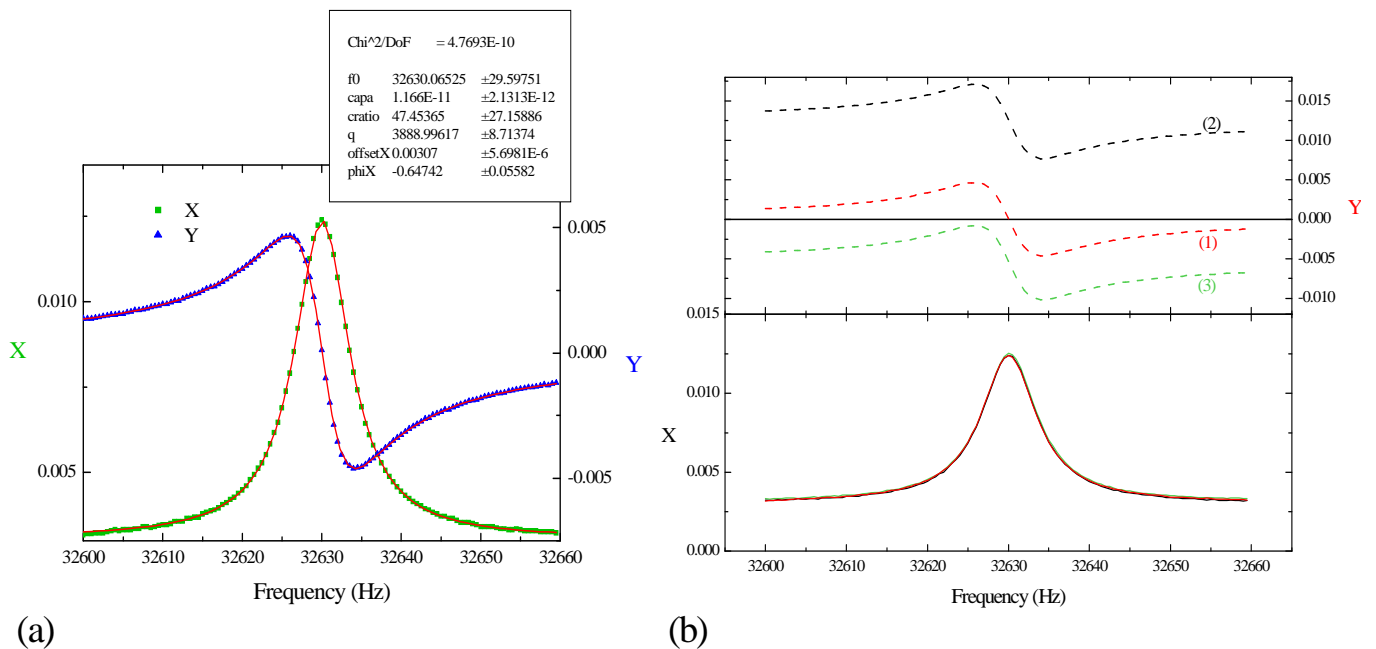 Chi^2/DoF = 4.7693E-10
f0 32630.06525 ±29.59751
capa 1.166E-11 ±2.1313E-12
cratio 47.45365 ±27.15886
q 3888.99617 ±8.71374
offsetX 0.00307 ±5.6981E-6
phiX -0.64742 ±0.05582
X
Y
0.010
0.005
X
0.005
0.000
-0.005
Y
32600 32610 32620 32630 32640 32650 32660
Frequency (Hz)
(a)
(2)
(1)
(3)
0.015
0.010
0.005
0.000
-0.005
-0.010
Y
0.015
0.010
0.005
0.000
X
32600 32610 32620 32630 32640 32650 32660
Frequency (Hz)
(b)